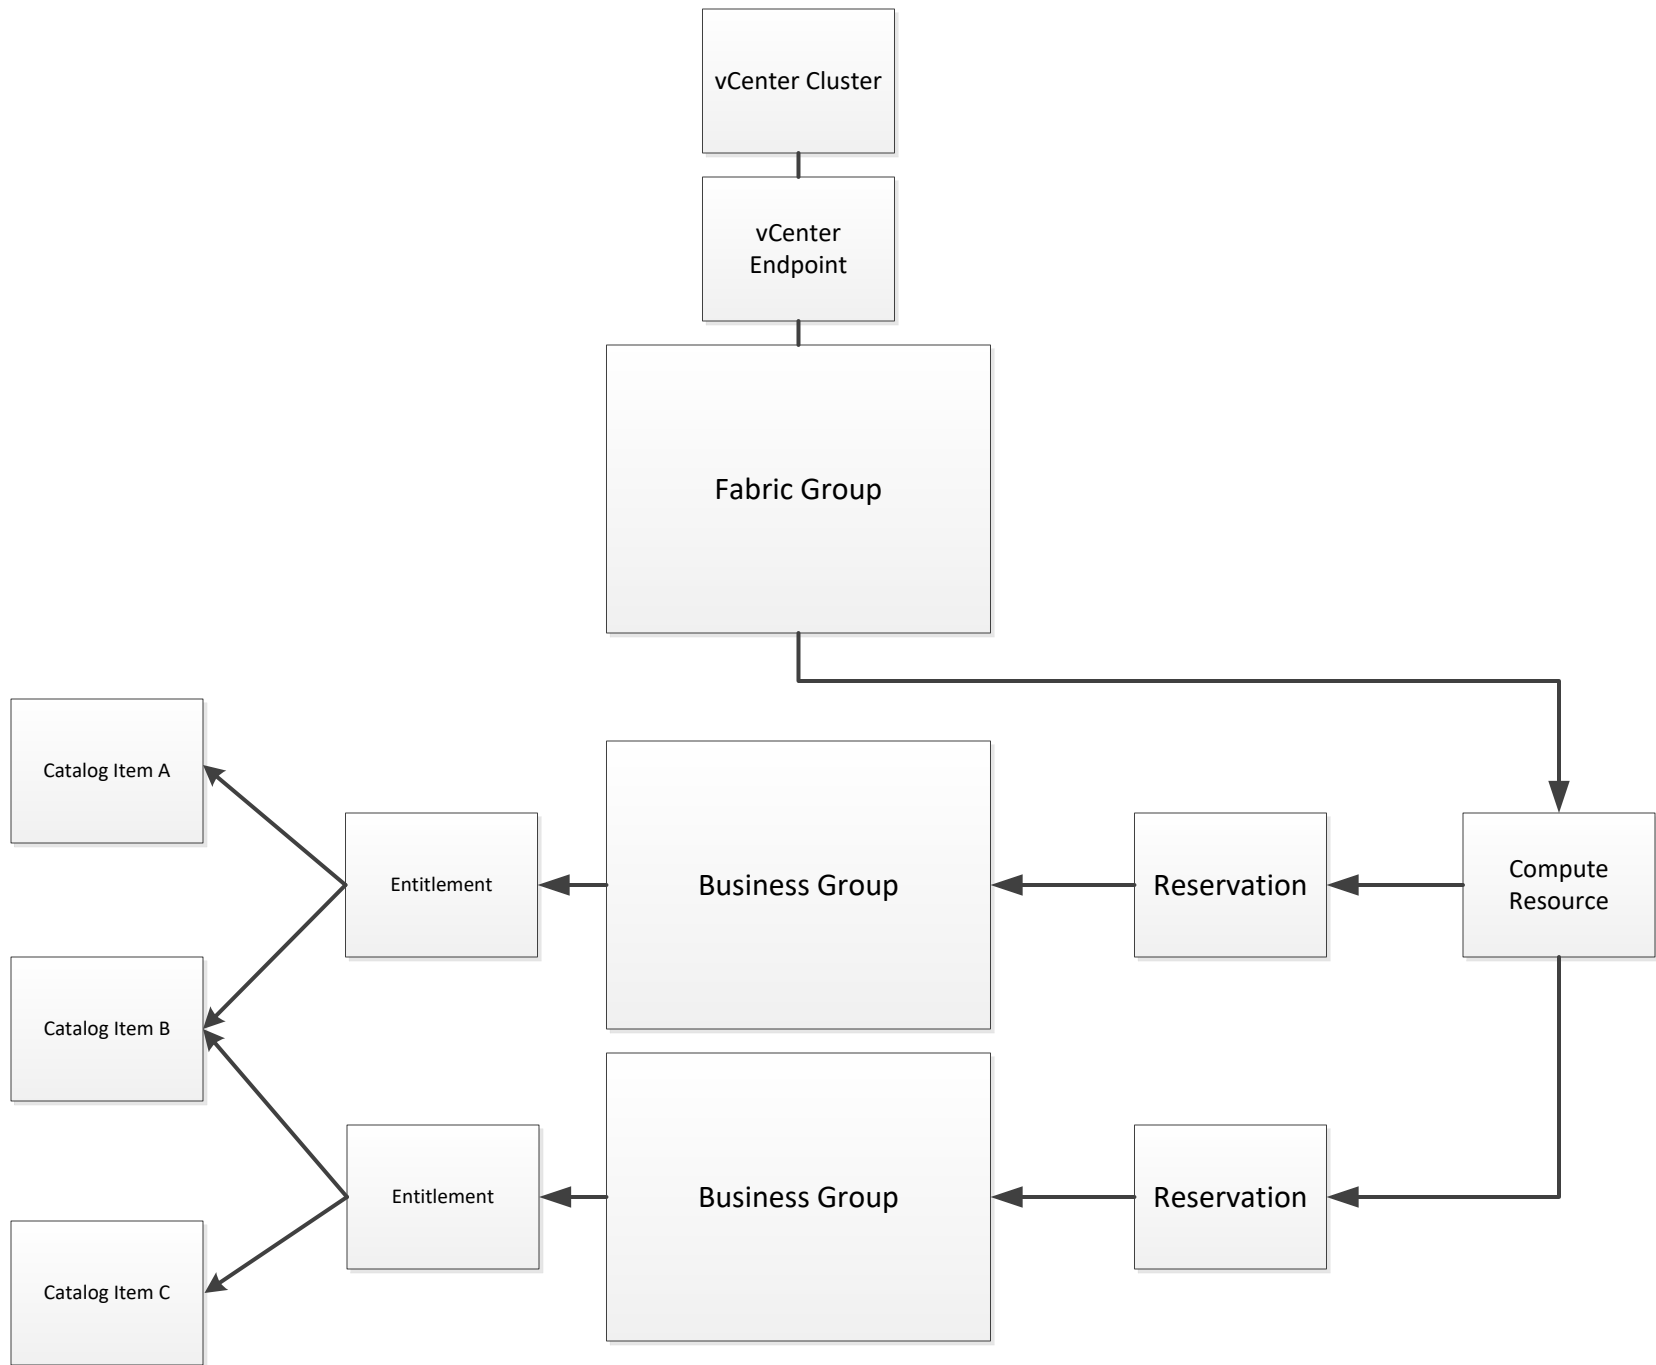 vCenter Cluster
vCenter
Endpoint
Fabric Group
Catalog Item A
Entitlement
Business Group
Reservation
Compute
Resource
Catalog Item B
Entitlement
Business Group
Reservation
Catalog Item C